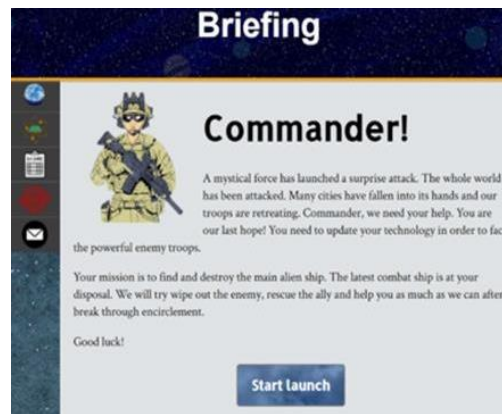 Briefing
Commander!
A mystical force has launched a surprise attack. The whole world
has been attacked. Many cities have fallen into its hands and our
troops are retreating. Commander, we need your help. You are
our last hope! You need to update your technology in order to fac
the powerful enemy troops.
Your mission is to find and destroy the main alien ship. The latest combat ship is at your
disposal. We will try wipe out the enemy, rescue the ally and help you as much as we can after
break through encirclement.
Good luck!
Start launch